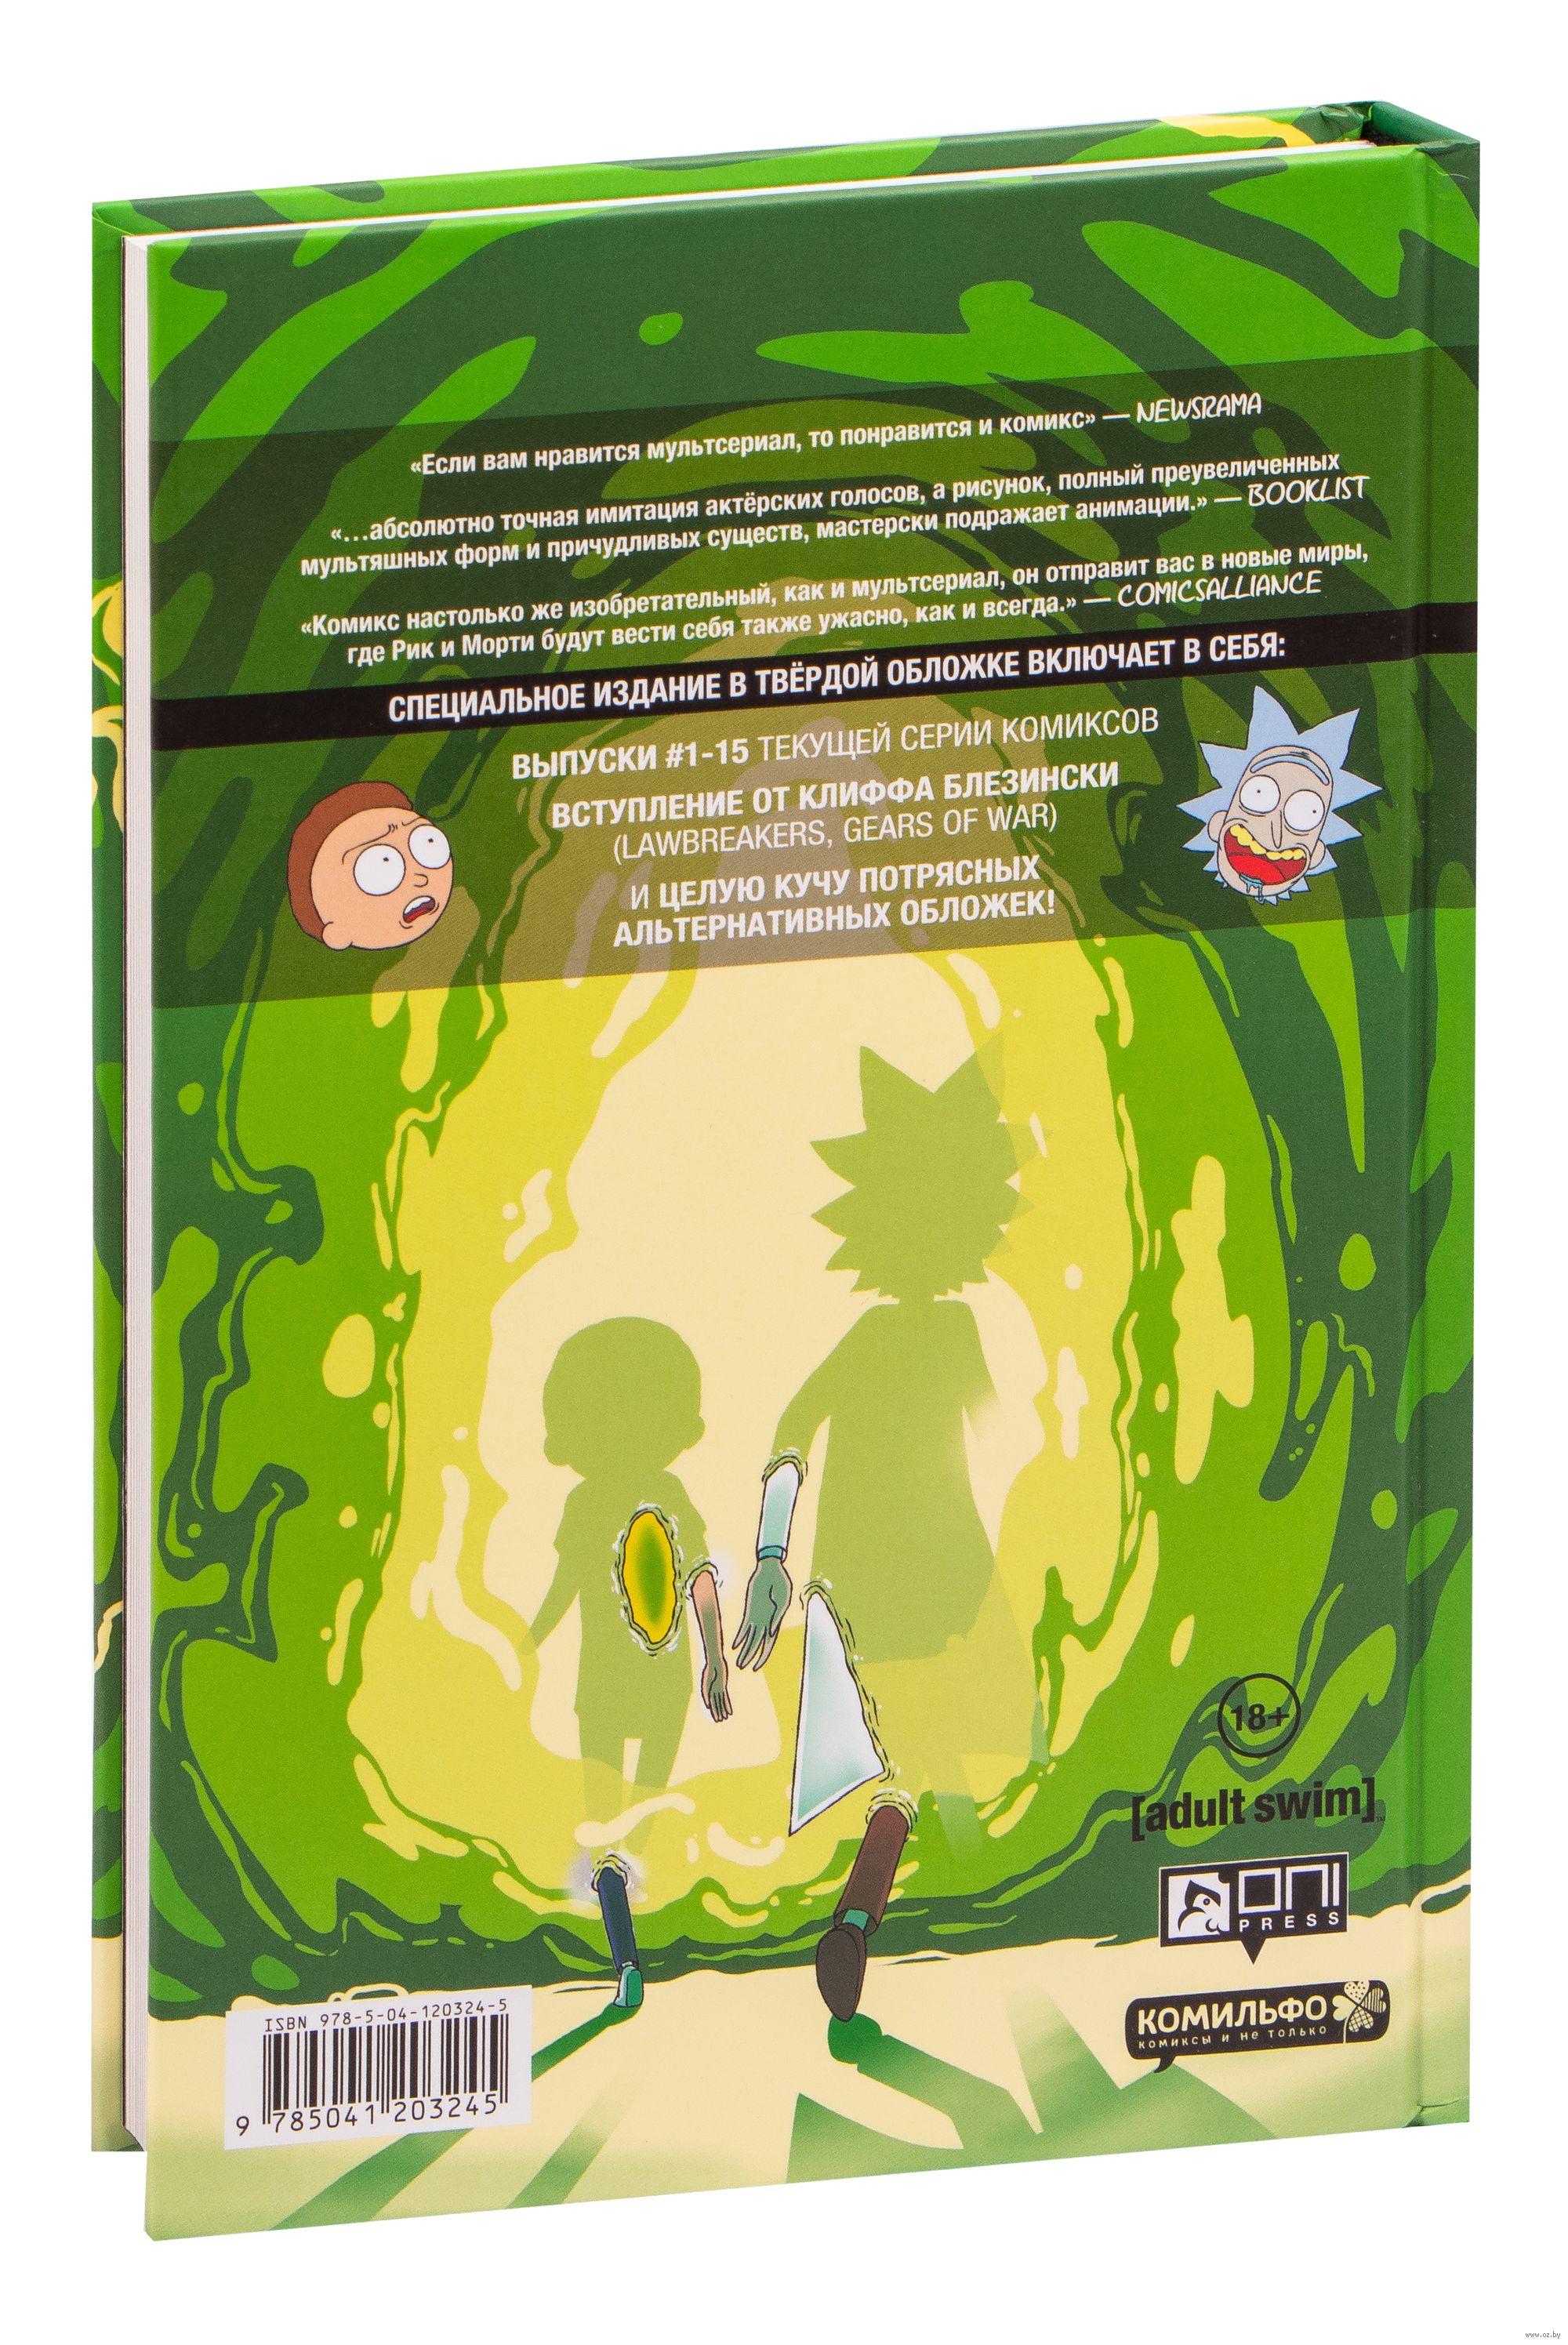 «Если вам нравится мультсериал, то понравится и комикс» — NEWSRAMA
«...абсолютно точная имитация актёрских голосов, а рисунок, полный преувеличенных
мультяшных форм и причудливых существ, мастерски подражает анимации.» — BOOKLIST
«Комикс настолько же изобретательный, как и мультсериал, он отправит вас в новые миры,
где Рик и Морти будут вести себя также ужасно, как и всегда.» — COMICSALLIANCE
СПЕЦИАЛЬНОЕ ИЗДАНИЕ В ТВЁРДОЙ ОБЛОЖКЕ ВКЛЮЧАЕТ В СЕБЯ:
ВЫПУСКИ #1-15 ТЕКУЩЕЙ СЕРИИ КОМИКСОВ
ВСТУПЛЕНИЕ ОТ КЛИФФА БЛЕЗИНСКИ
(LAWBREAKERS, GEARS OF WAR)
И ЦЕЛУЮ КУЧУ ПОТРЯСНЫХ
АЛЬТЕРНАТИВНЫХ ОБЛОЖЕК!
18+
[adult swim]™
ONI
PRESS
КОМИЛЬФО
комиксы и не только
ISBN 978-5-04-120324-5
9 785041 203245
www.oz.by